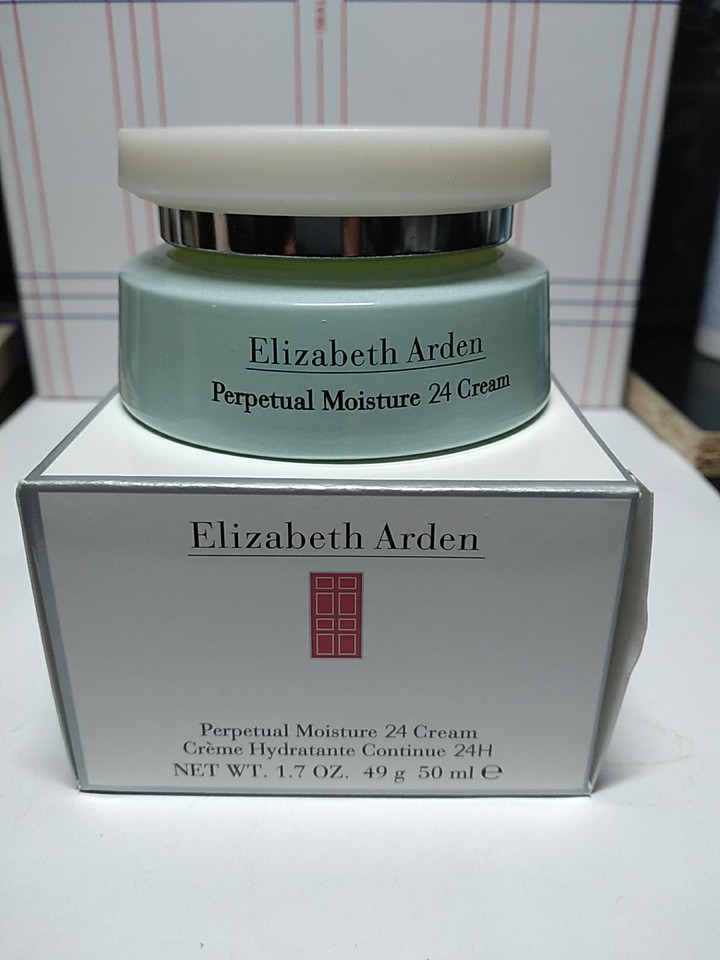 Elizabeth Arden
Perpetual Moisture 24 Cream
Elizabeth Arden
Perpetual Moisture 24 Cream
Crème Hydratante Continue 24H
NET WT. 1.7 OZ. 49 g 50 ml ℮